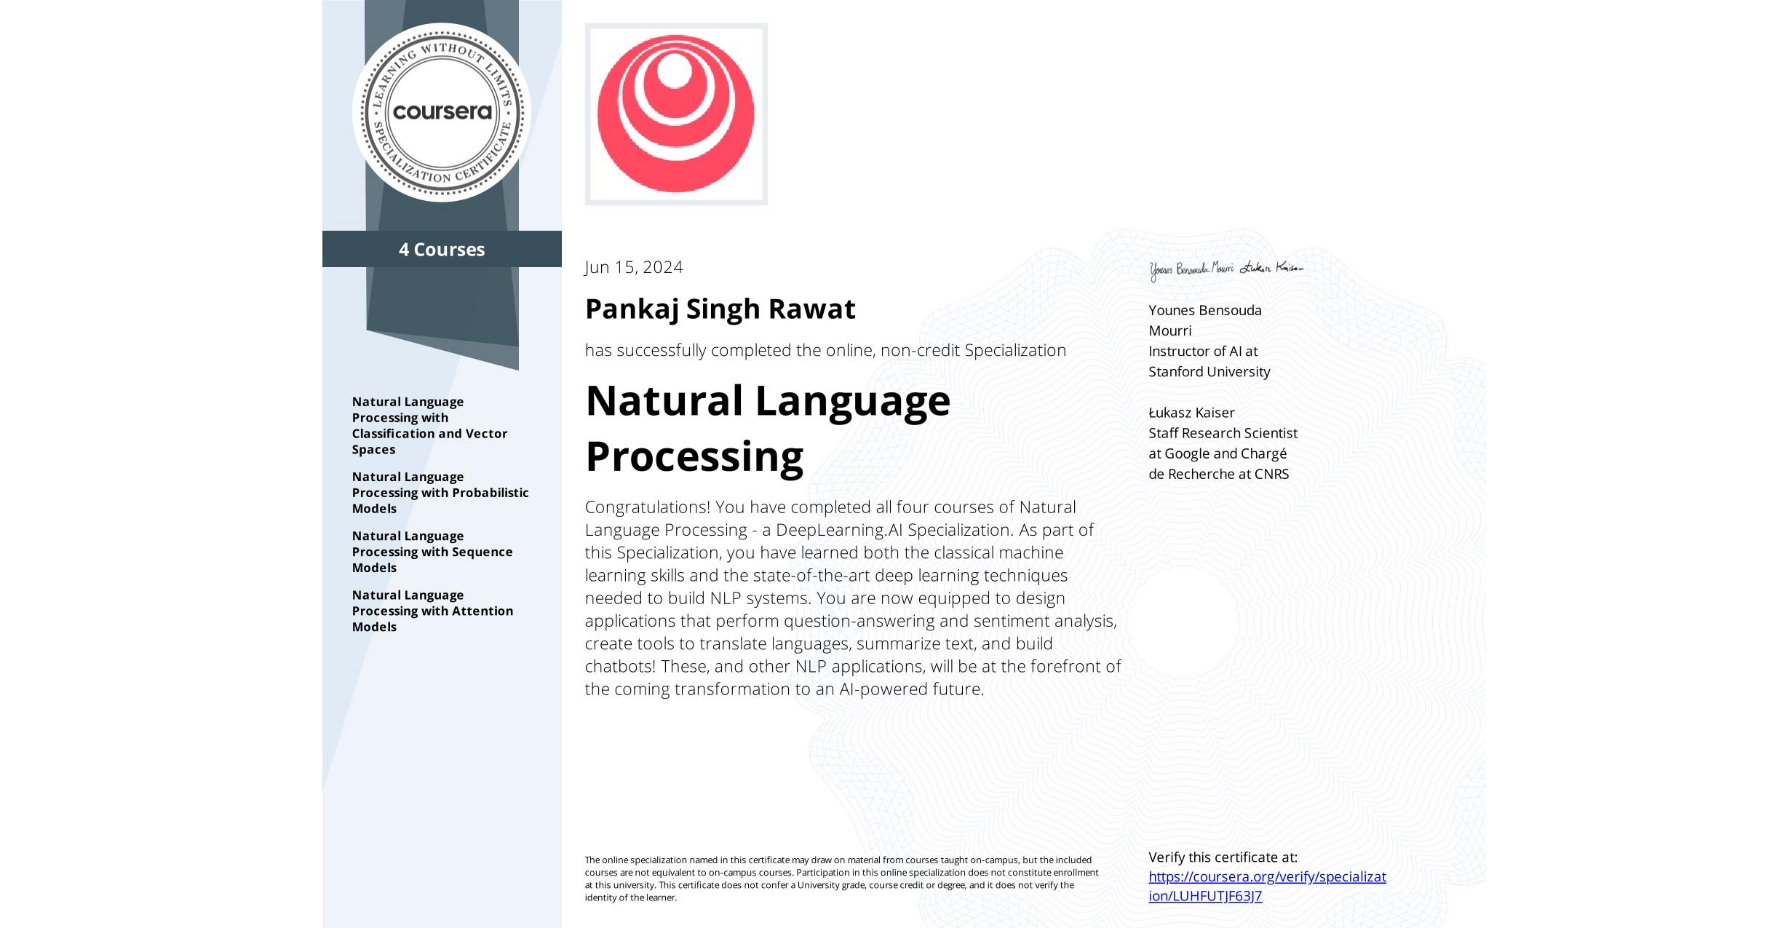 LEARNING WITHOUT LIMITS
coursera
SPECIALIZATION CERTIFICATE
4 Courses
Natural Language
Processing with
Classification and Vector
Spaces
Natural Language
Processing with Probabilistic
Models
Natural Language
Processing with Sequence
Models
Natural Language
Processing with Attention
Models
Jun 15, 2024
Pankaj Singh Rawat
has successfully completed the online, non-credit Specialization
Natural Language
Processing
Congratulations! You have completed all four courses of Natural
Language Processing - a DeepLearning.AI Specialization. As part of
this Specialization, you have learned both the classical machine
learning skills and the state-of-the-art deep learning techniques
needed to build NLP systems. You are now equipped to design
applications that perform question-answering and sentiment analysis,
create tools to translate languages, summarize text, and build
chatbots! These, and other NLP applications, will be at the forefront of
the coming transformation to an AI-powered future.
Younes Bensouda Mourri Łukasz Kaiser
Younes Bensouda
Mourri
Instructor of AI at
Stanford University
Łukasz Kaiser
Staff Research Scientist
at Google and Chargé
de Recherche at CNRS
The online specialization named in this certificate may draw on material from courses taught on-campus, but the included
courses are not equivalent to on-campus courses. Participation in this online specialization does not constitute enrollment
at this university. This certificate does not confer a University grade, course credit or degree, and it does not verify the
identity of the learner.
Verify this certificate at:
https://coursera.org/verify/specializat
ion/LUHFUTJF63J7